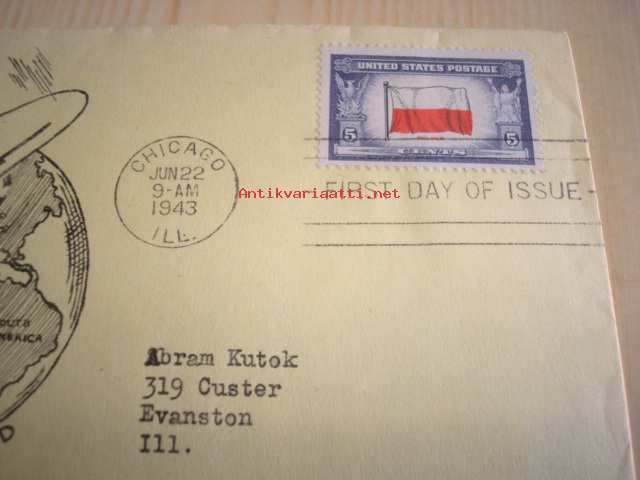 UNITED STATES POSTAGE
5 CENTS 5
CHICAGO
JUN 22
9-AM
1943
ILL.
FIRST DAY OF ISSUE
Antikvariaatti.net
SOUTH
AMERICA
Abram Kutok
319 Custer
Evanston
Ill.